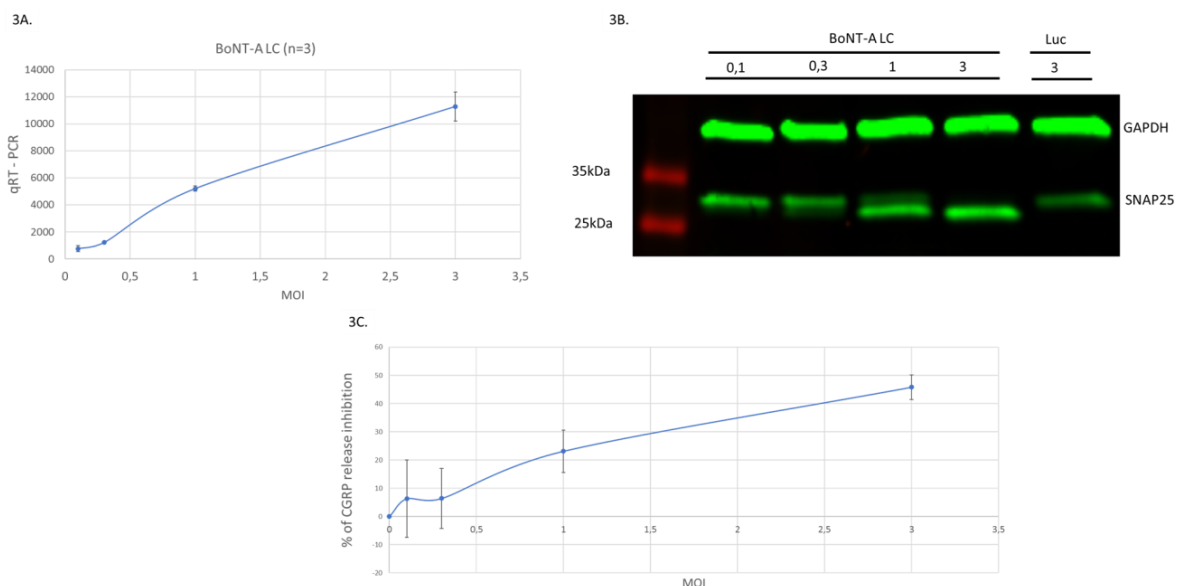 3A.
BoNT-A LC (n=3)
qRT - PCR
14000
12000
10000
8000
6000
4000
2000
0
0 0,5 1 1,5 2 2,5 3 3,5
MOI
3B.
BoNT-A LC Luc
0,1 0,3 1 3 3
GAPDH
35kDa
SNAP25
25kDa
3C.
% of CGRP release inhibition
60
50
40
30
20
10
0
-10
-20
0 0,5 1 1,5 2 2,5 3 3,5
MOI